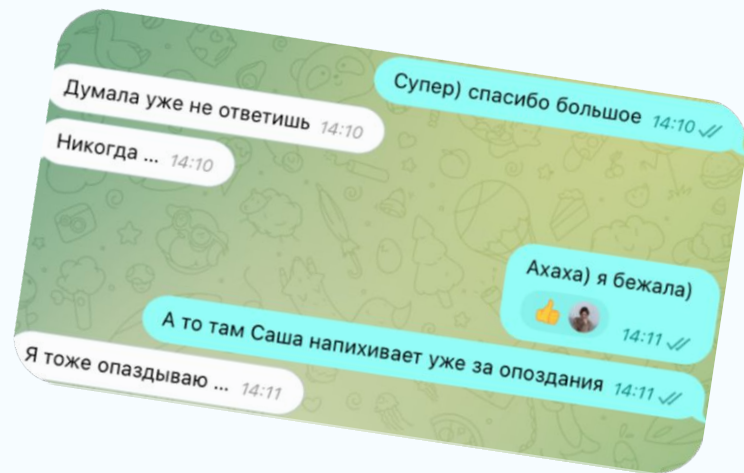 Супер) спасибо большое 14:10
Думала уже не ответишь 14:10
Никогда ... 14:10
Ахаха) я бежала)
14:11
А то там Саша напихивает уже за опоздания 14:11
Я тоже опаздываю ... 14:11